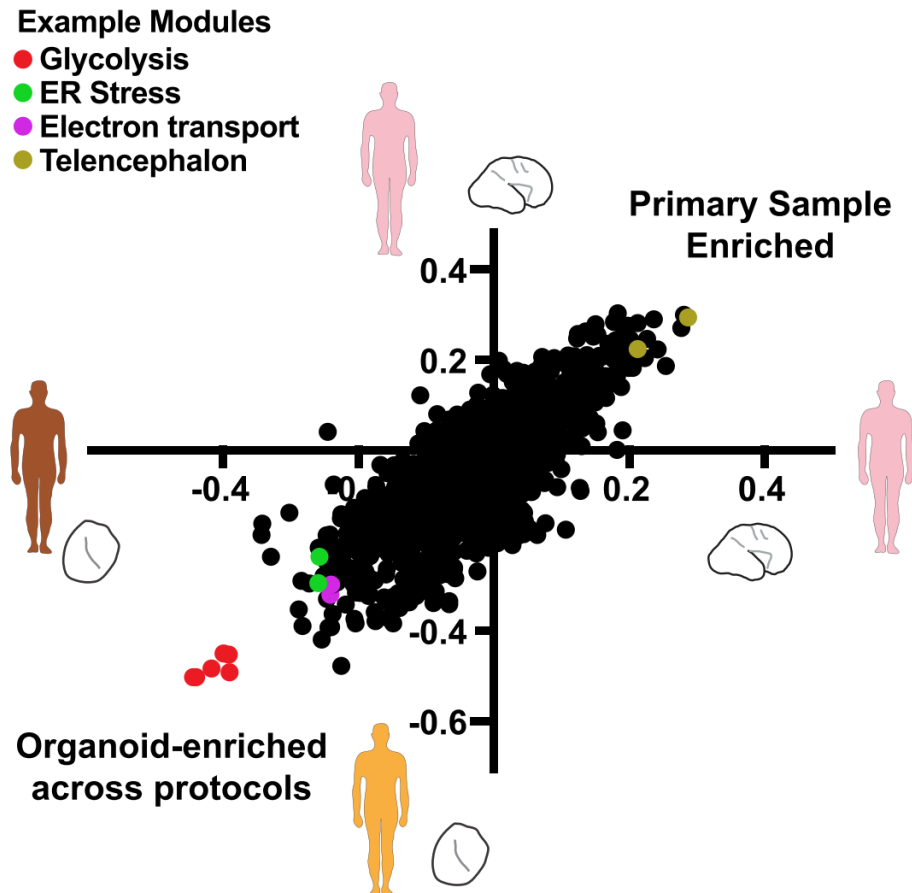 Example Modules
Glycolysis
ER Stress
Electron transport
Telencephalon
Primary Sample
Enriched
0.4
0.2
-0.4
-0.
0.2
0.4
-0.4
-0.6
Organoid-enriched
across protocols